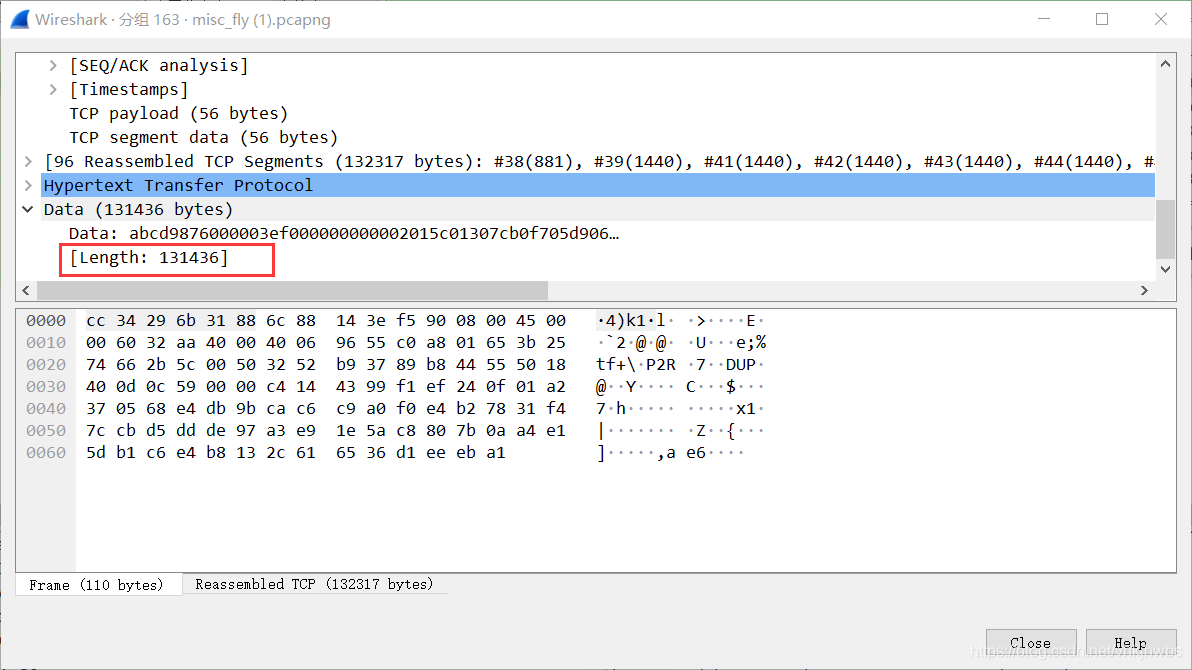 Wireshark · 分组 163 · misc_fly (1).pcapng
[SEQ/ACK analysis]
[Timestamps]
TCP payload (56 bytes)
TCP segment data (56 bytes)
[96 Reassembled TCP Segments (132317 bytes): #38(881), #39(1440), #41(1440), #42(1440), #43(1440), #44(1440), #
Hypertext Transfer Protocol
Data (131436 bytes)
Data: abcd9876000003ef000000000002015c01307cb0f705d906…
[Length: 131436]
0000 cc 34 29 6b 31 88 6c 88 14 3e f5 90 08 00 45 00 ·4)k1·l· ·>····E·
0010 00 60 32 aa 40 00 40 06 96 55 c0 a8 01 65 3b 25 ·`2·@·@· ·U···e;%
0020 74 66 2b 5c 00 50 32 52 b9 37 89 b8 44 55 50 18 tf+\·P2R ·7··DUP·
0030 40 0d 0c 59 00 00 c4 14 43 99 f1 ef 24 0f 01 a2 @··Y···· C···$···
0040 37 05 68 e4 db 9b ca c6 c9 a0 f0 e4 b2 78 31 f4 7·h····· ·····x1·
0050 7c cb d5 dd de 97 a3 e9 1e 5a c8 80 7b 0a a4 e1 |······· ·Z··{···
0060 5d b1 c6 e4 b8 13 2c 61 65 36 d1 ee eb a1 ]·····,a e6····
Frame (110 bytes) Reassembled TCP (132317 bytes)
Close Help